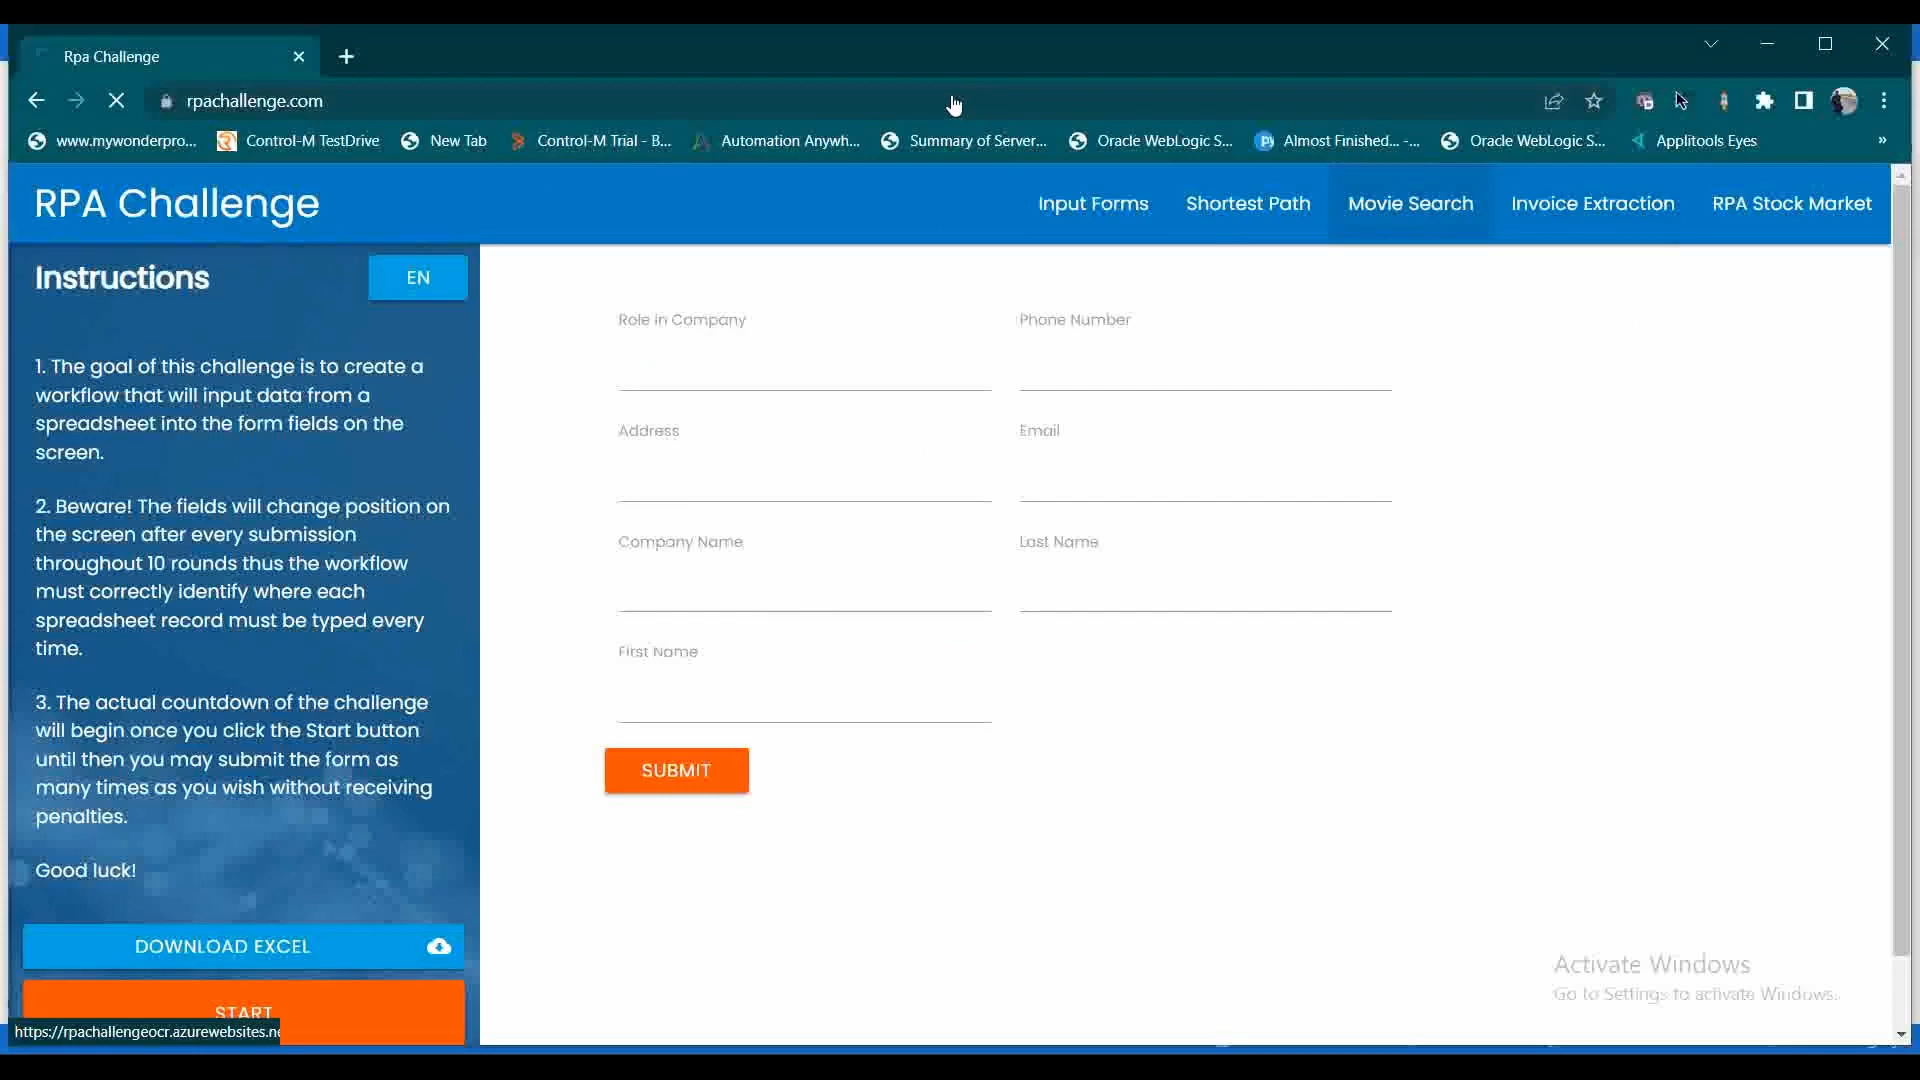 Rpa Challenge
rpachallenge.com
www.mywonderpro...
Control-M TestDrive
New Tab
Control-M Trial - B...
Automation Anywh...
Summary of Server...
Oracle WebLogic S...
Almost Finished... -...
Oracle WebLogic S...
Applitools Eyes
»
RPA Challenge
Input Forms
Shortest Path
Movie Search
Invoice Extraction
RPA Stock Market
Instructions
EN
1. The goal of this challenge is to create a
workflow that will input data from a
spreadsheet into the form fields on the
screen.
2. Beware! The fields will change position on
the screen after every submission
throughout 10 rounds thus the workflow
must correctly identify where each
spreadsheet record must be typed every
time.
3. The actual countdown of the challenge
will begin once you click the Start button
until then you may submit the form as
many times as you wish without receiving
penalties.
Good luck!
DOWNLOAD EXCEL
START
https://rpachallengeocr.azurewebsites.ne
Role in Company
Phone Number
Address
Email
Company Name
Last Name
First Name
SUBMIT
Activate Windows
Go to Settings to activate Windows.